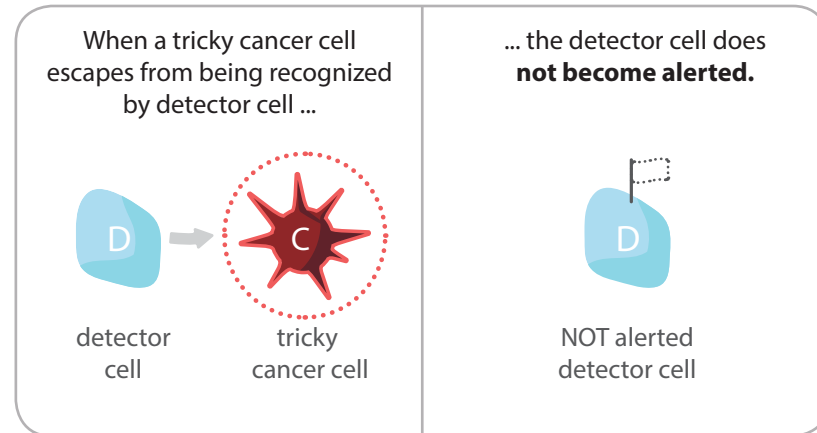 When a tricky cancer cell
escapes from being recognized
by detector cell ...
D
C
detector
cell
tricky
cancer cell
... the detector cell does
not become alerted.
D
NOT alerted
detector cell